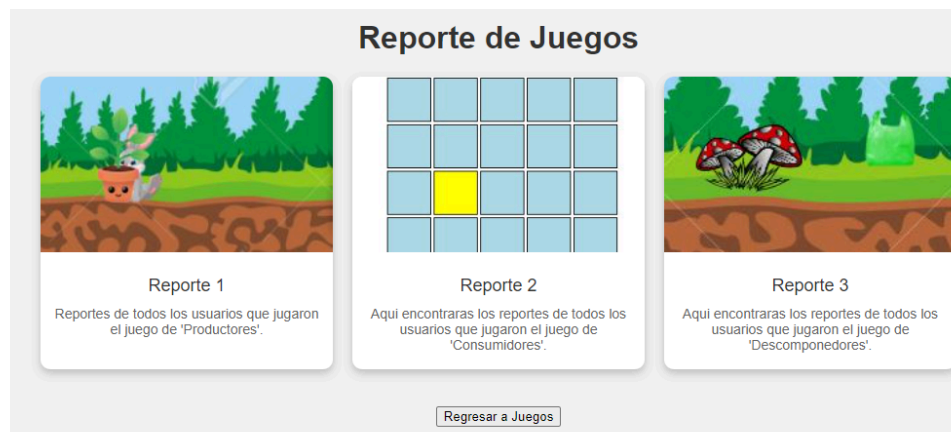 Reporte de Juegos
Reporte 1
Reportes de todos los usuarios que jugaron
el juego de 'Productores'.
Reporte 2
Aqui encontraras los reportes de todos los
usuarios que jugaron el juego de
'Consumidores'.
Reporte 3
Aqui encontraras los reportes de todos los
usuarios que jugaron el juego de
'Descomponedores'.
Regresar a Juegos